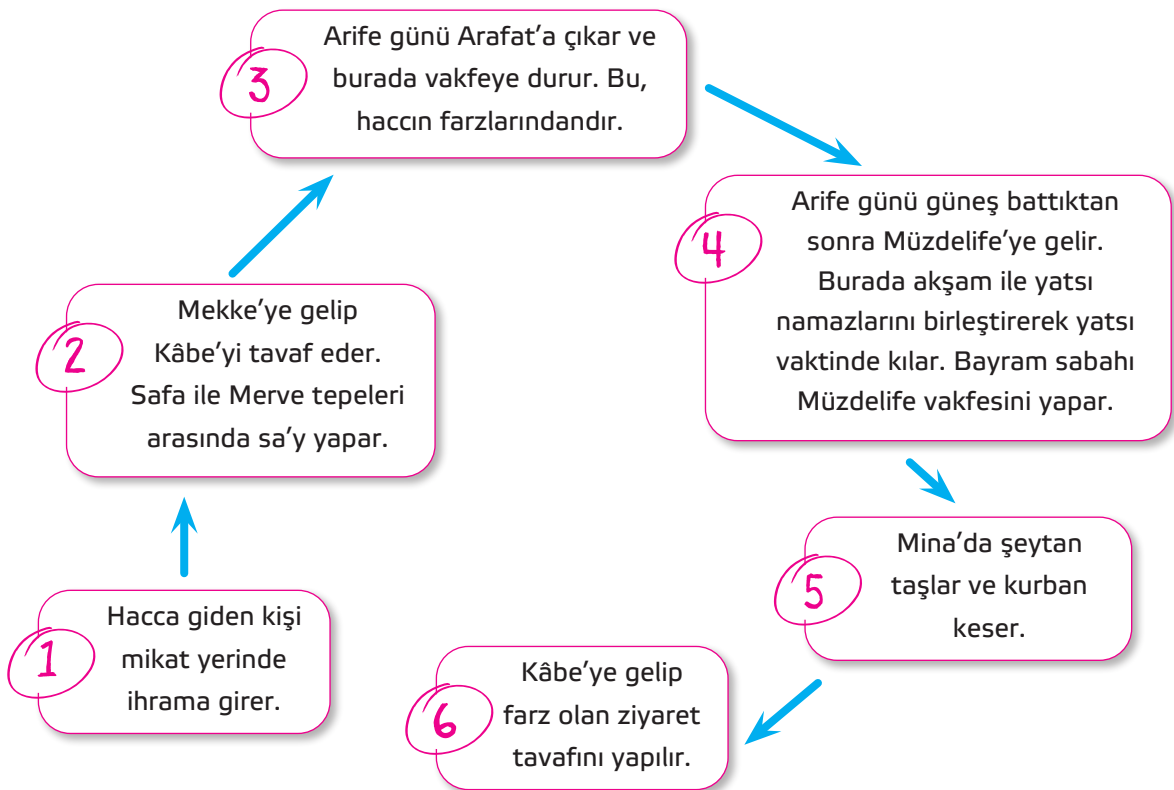 1
Hacca giden kişi
mikat yerinde
ihrama girer.
2
Mekke’ye gelip
Kâbe’yi tavaf eder.
Safa ile Merve tepeleri
arasında sa’y yapar.
3
Arife günü Arafat’a çıkar ve
burada vakfeye durur. Bu,
haccın farzlarındandır.
4
Arife günü güneş battıktan
sonra Müzdelife’ye gelir.
Burada akşam ile yatsı
namazlarını birleştirerek yatsı
vaktinde kılar. Bayram sabahı
Müzdelife vakfesini yapar.
5
Mina’da şeytan
taşlar ve kurban
keser.
6
Kâbe’ye gelip
farz olan ziyaret
tavafını yapılır.